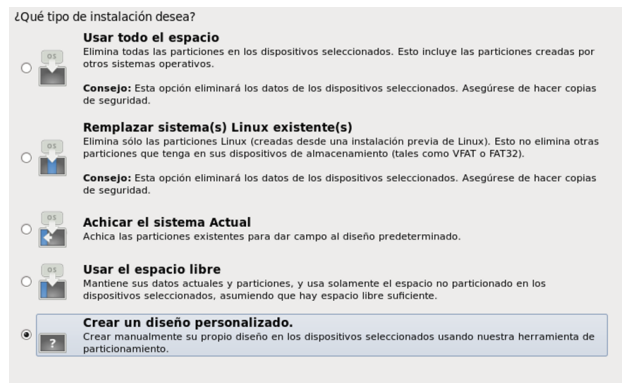 ¿Qué tipo de instalación desea?
OS
Usar todo el espacio
Elimina todas las particiones en los dispositivos seleccionados. Esto incluye las particiones creadas por
otros sistemas operativos.
Consejo: Esta opción eliminará los datos de los dispositivos seleccionados. Asegúrese de hacer copias
de seguridad.
OS
Remplazar sistema(s) Linux existente(s)
Elimina sólo las particiones Linux (creadas desde una instalación previa de Linux). Esto no elimina otras
particiones que tenga en sus dispositivos de almacenamiento (tales como VFAT o FAT32).
Consejo: Esta opción eliminará los datos de los dispositivos seleccionados. Asegúrese de hacer copias
de seguridad.
OS
Achicar el sistema Actual
Achica las particiones existentes para dar campo al diseño predeterminado.
OS
Usar el espacio libre
Mantiene sus datos actuales y particiones, y usa solamente el espacio no particionado en los
dispositivos seleccionados, asumiendo que hay espacio libre suficiente.
?
Crear un diseño personalizado.
Crear manualmente su propio diseño en los dispositivos seleccionados usando nuestra herramienta de
particionamiento.